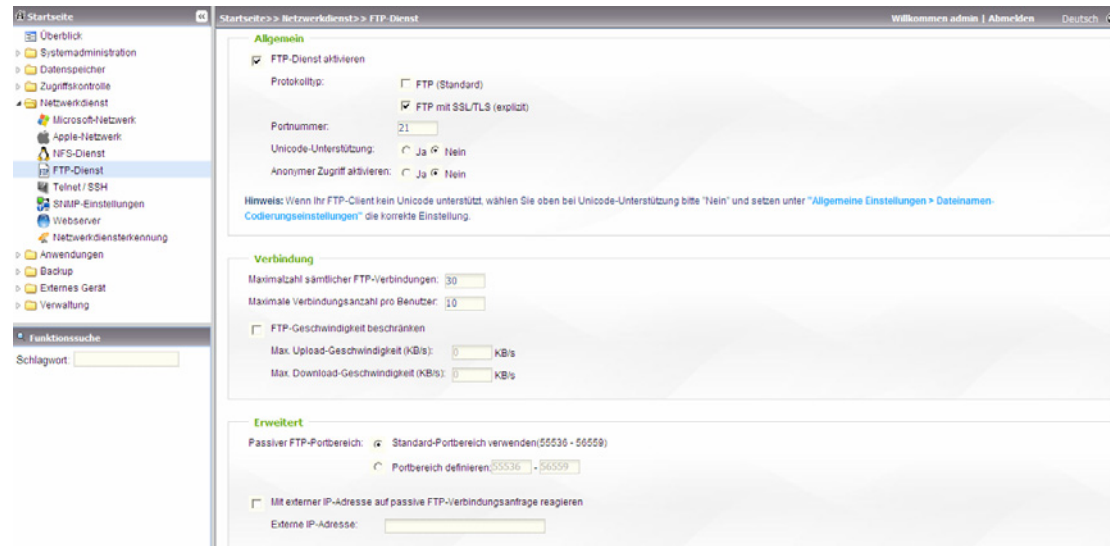 Startseite
Startseite>> Netzwerkdienst>> FTP-Dienst
Willkommen admin | Abmelden
Deutsch
Überblick
Systemadministration
Datenspeicher
Zugriffskontrolle
Netzwerkdienst
Microsoft-Netzwerk
Apple-Netzwerk
NFS-Dienst
FTP-Dienst
Telnet / SSH
SNMP-Einstellungen
Webserver
Netzwerkdiensterkennung
Anwendungen
Backup
Externes Gerät
Verwaltung
Funktionssuche
Schlagwort:
Allgemein
FTP-Dienst aktivieren
Protokolltyp:
FTP (Standard)
FTP mit SSL/TLS (explizit)
Portnummer: 21
Unicode-Unterstützung: Ja Nein
Anonymer Zugriff aktivieren: Ja Nein
Hinweis: Wenn Ihr FTP-Client kein Unicode unterstützt, wählen Sie oben bei Unicode-Unterstützung bitte "Nein" und setzen unter "Allgemeine Einstellungen > Dateinamen-
Codierungseinstellungen" die korrekte Einstellung.
Verbindung
Maximalzahl sämtlicher FTP-Verbindungen: 30
Maximale Verbindungsanzahl pro Benutzer: 10
FTP-Geschwindigkeit beschränken
Max. Upload-Geschwindigkeit (KB/s): 0 KB/s
Max. Download-Geschwindigkeit (KB/s): 0 KB/s
Erweitert
Passiver FTP-Portbereich: Standard-Portbereich verwenden(55536 - 56559)
Portbereich definieren: 55536 - 56559
Mit externer IP-Adresse auf passive FTP-Verbindungsanfrage reagieren
Externe IP-Adresse: